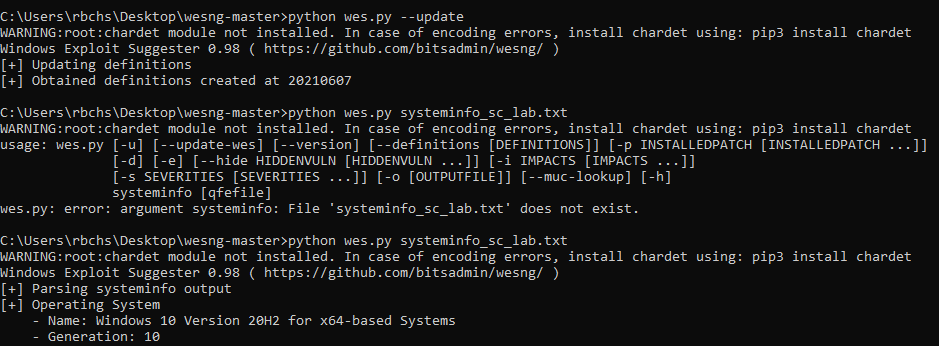 C:\Users\rbchs\Desktop\wesng-master>python wes.py --update
WARNING:root:chardet module not installed. In case of encoding errors, install chardet using: pip3 install chardet
Windows Exploit Suggester 0.98 ( https://github.com/bitsadmin/wesng/ )
[+] Updating definitions
[+] Obtained definitions created at 20210607
C:\Users\rbchs\Desktop\wesng-master>python wes.py systeminfo_sc_lab.txt
WARNING:root:chardet module not installed. In case of encoding errors, install chardet using: pip3 install chardet
usage: wes.py [-u] [--update-wes] [--version] [--definitions [DEFINITIONS]] [-p INSTALLEDPATCH [INSTALLEDPATCH ...]]
[-d] [-e] [--hide HIDDENVULN [HIDDENVULN ...]] [-i IMPACTS [IMPACTS ...]]
[-s SEVERITIES [SEVERITIES ...]] [-o [OUTPUTFILE]] [--muc-lookup] [-h]
systeminfo [qfefile]
wes.py: error: argument systeminfo: File 'systeminfo_sc_lab.txt' does not exist.
C:\Users\rbchs\Desktop\wesng-master>python wes.py systeminfo_sc_lab.txt
WARNING:root:chardet module not installed. In case of encoding errors, install chardet using: pip3 install chardet
Windows Exploit Suggester 0.98 ( https://github.com/bitsadmin/wesng/ )
[+] Parsing systeminfo output
[+] Operating System
- Name: Windows 10 Version 20H2 for x64-based Systems
- Generation: 10